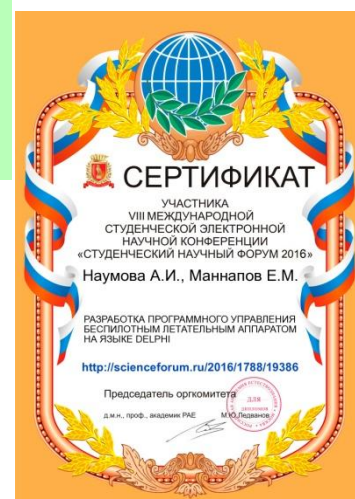 СЕРТИФИКАТ
УЧАСТНИКА
VIII МЕЖДУНАРОДНОЙ
СТУДЕНЧЕСКОЙ ЭЛЕКТРОННОЙ
НАУЧНОЙ КОНФЕРЕНЦИИ
«СТУДЕНЧЕСКИЙ НАУЧНЫЙ ФОРУМ 2016»
Наумова А.И., Маннапов Е.М.
РАЗРАБОТКА ПРОГРАММНОГО УПРАВЛЕНИЯ
БЕСПИЛОТНЫМ ЛЕТАТЕЛЬНЫМ АППАРАТОМ
НА ЯЗЫКЕ DELPHI
http://scienceforum.ru/2016/1788/19386
Председатель оргкомитета
д.м.н., проф., академик РАЕ М.Ю.Ледванов
ДЛЯ